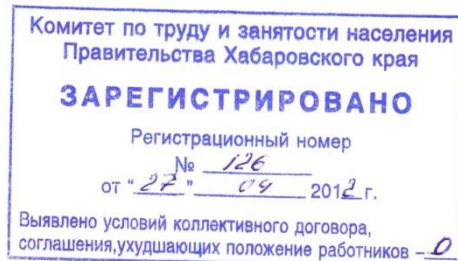 Комитет по труду и занятости населения
Правительства Хабаровского края
ЗАРЕГИСТРИРОВАНО
Регистрационный номер
№ 126
от "27" 04 2012 г.
Выявлено условий коллективного договора,
соглашения,ухудшающих положение работников – 0